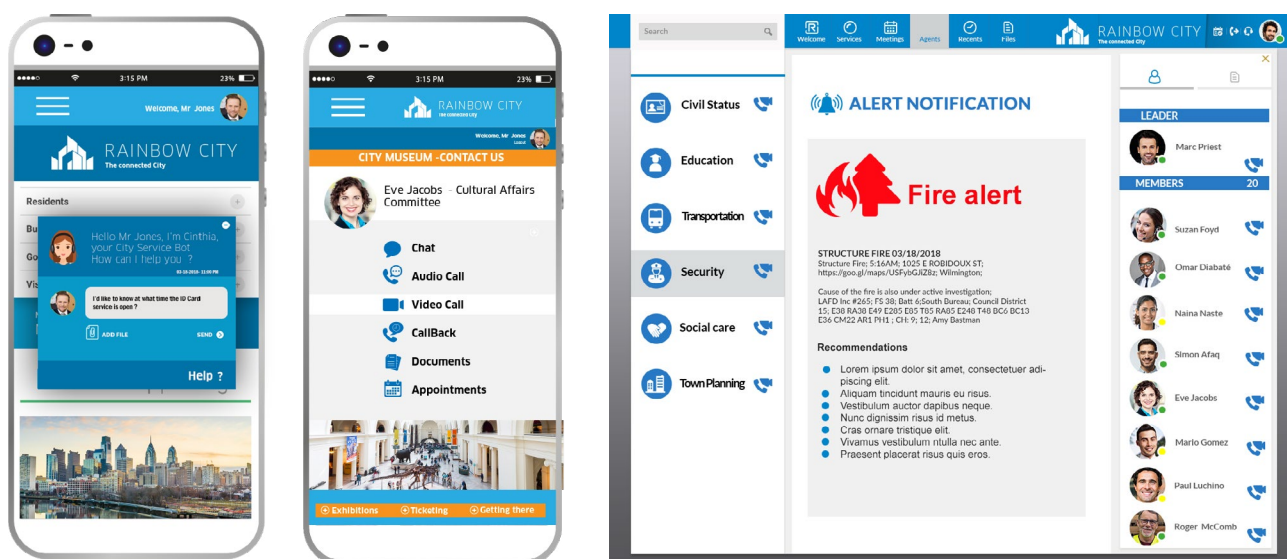 3:15 PM
23%
Welcome, Mr Jones
RAINBOW CITY
The connected City
Residents
Bu
Go
Vis
Hello Mr Jones, I'm Cinthia,
your City Service Bot
How can I help you ?
03-18-2018- 11:00 PM
I'd like to know at what time the ID Card
service is open ?
ADD FILE
SEND
Help ?
3:15 PM
23%
RAINBOW CITY
The connected City
Welcome, Mr Jones
CITY MUSEUM -CONTACT US
Eve Jacobs - Cultural Affairs
Committee
Chat
Audio Call
Video Call
CallBack
Documents
Appointments
Exhibitions
Ticketing
Getting there
Search
Welcome
Services
Meetings
Agents
Recents
Files
RAINBOW CITY
The connected City
Civil Status
Education
Transportation
Security
Social care
Town Planning
ALERT NOTIFICATION
Fire alert
STRUCTURE FIRE 03/18/2018
Structure Fire; 5:16AM; 1025 E ROBIDOUX ST;
https://goo.gl/maps/USFybGJiZ8z; Wilmington;
Cause of the fire is also under active investigation;
LAFD Inc #265; FS 38; Batt 6;South Bureau; Council District
15; E38 RA38 E49 E285 E85 T85 RA85 E248 T48 BC6 BC13
E36 CM22 AR1 PH1 ; CH: 9; 12; Amy Bastman
Recommendations
Lorem ipsum dolor sit amet, consectetuer adi-
piscing elit.
Aliquam tincidunt mauris eu risus.
Vestibulum auctor dapibus neque.
Nunc dignissim risus id metus.
Cras ornare tristique elit.
Vivamus vestibulum ntulla nec ante.
Praesent placerat risus quis eros.
LEADER
Marc Priest
MEMBERS 20
Suzan Foyd
Omar Diabaté
Naina Naste
Simon Afaq
Eve Jacobs
Mario Gomez
Paul Luchino
Roger McComb